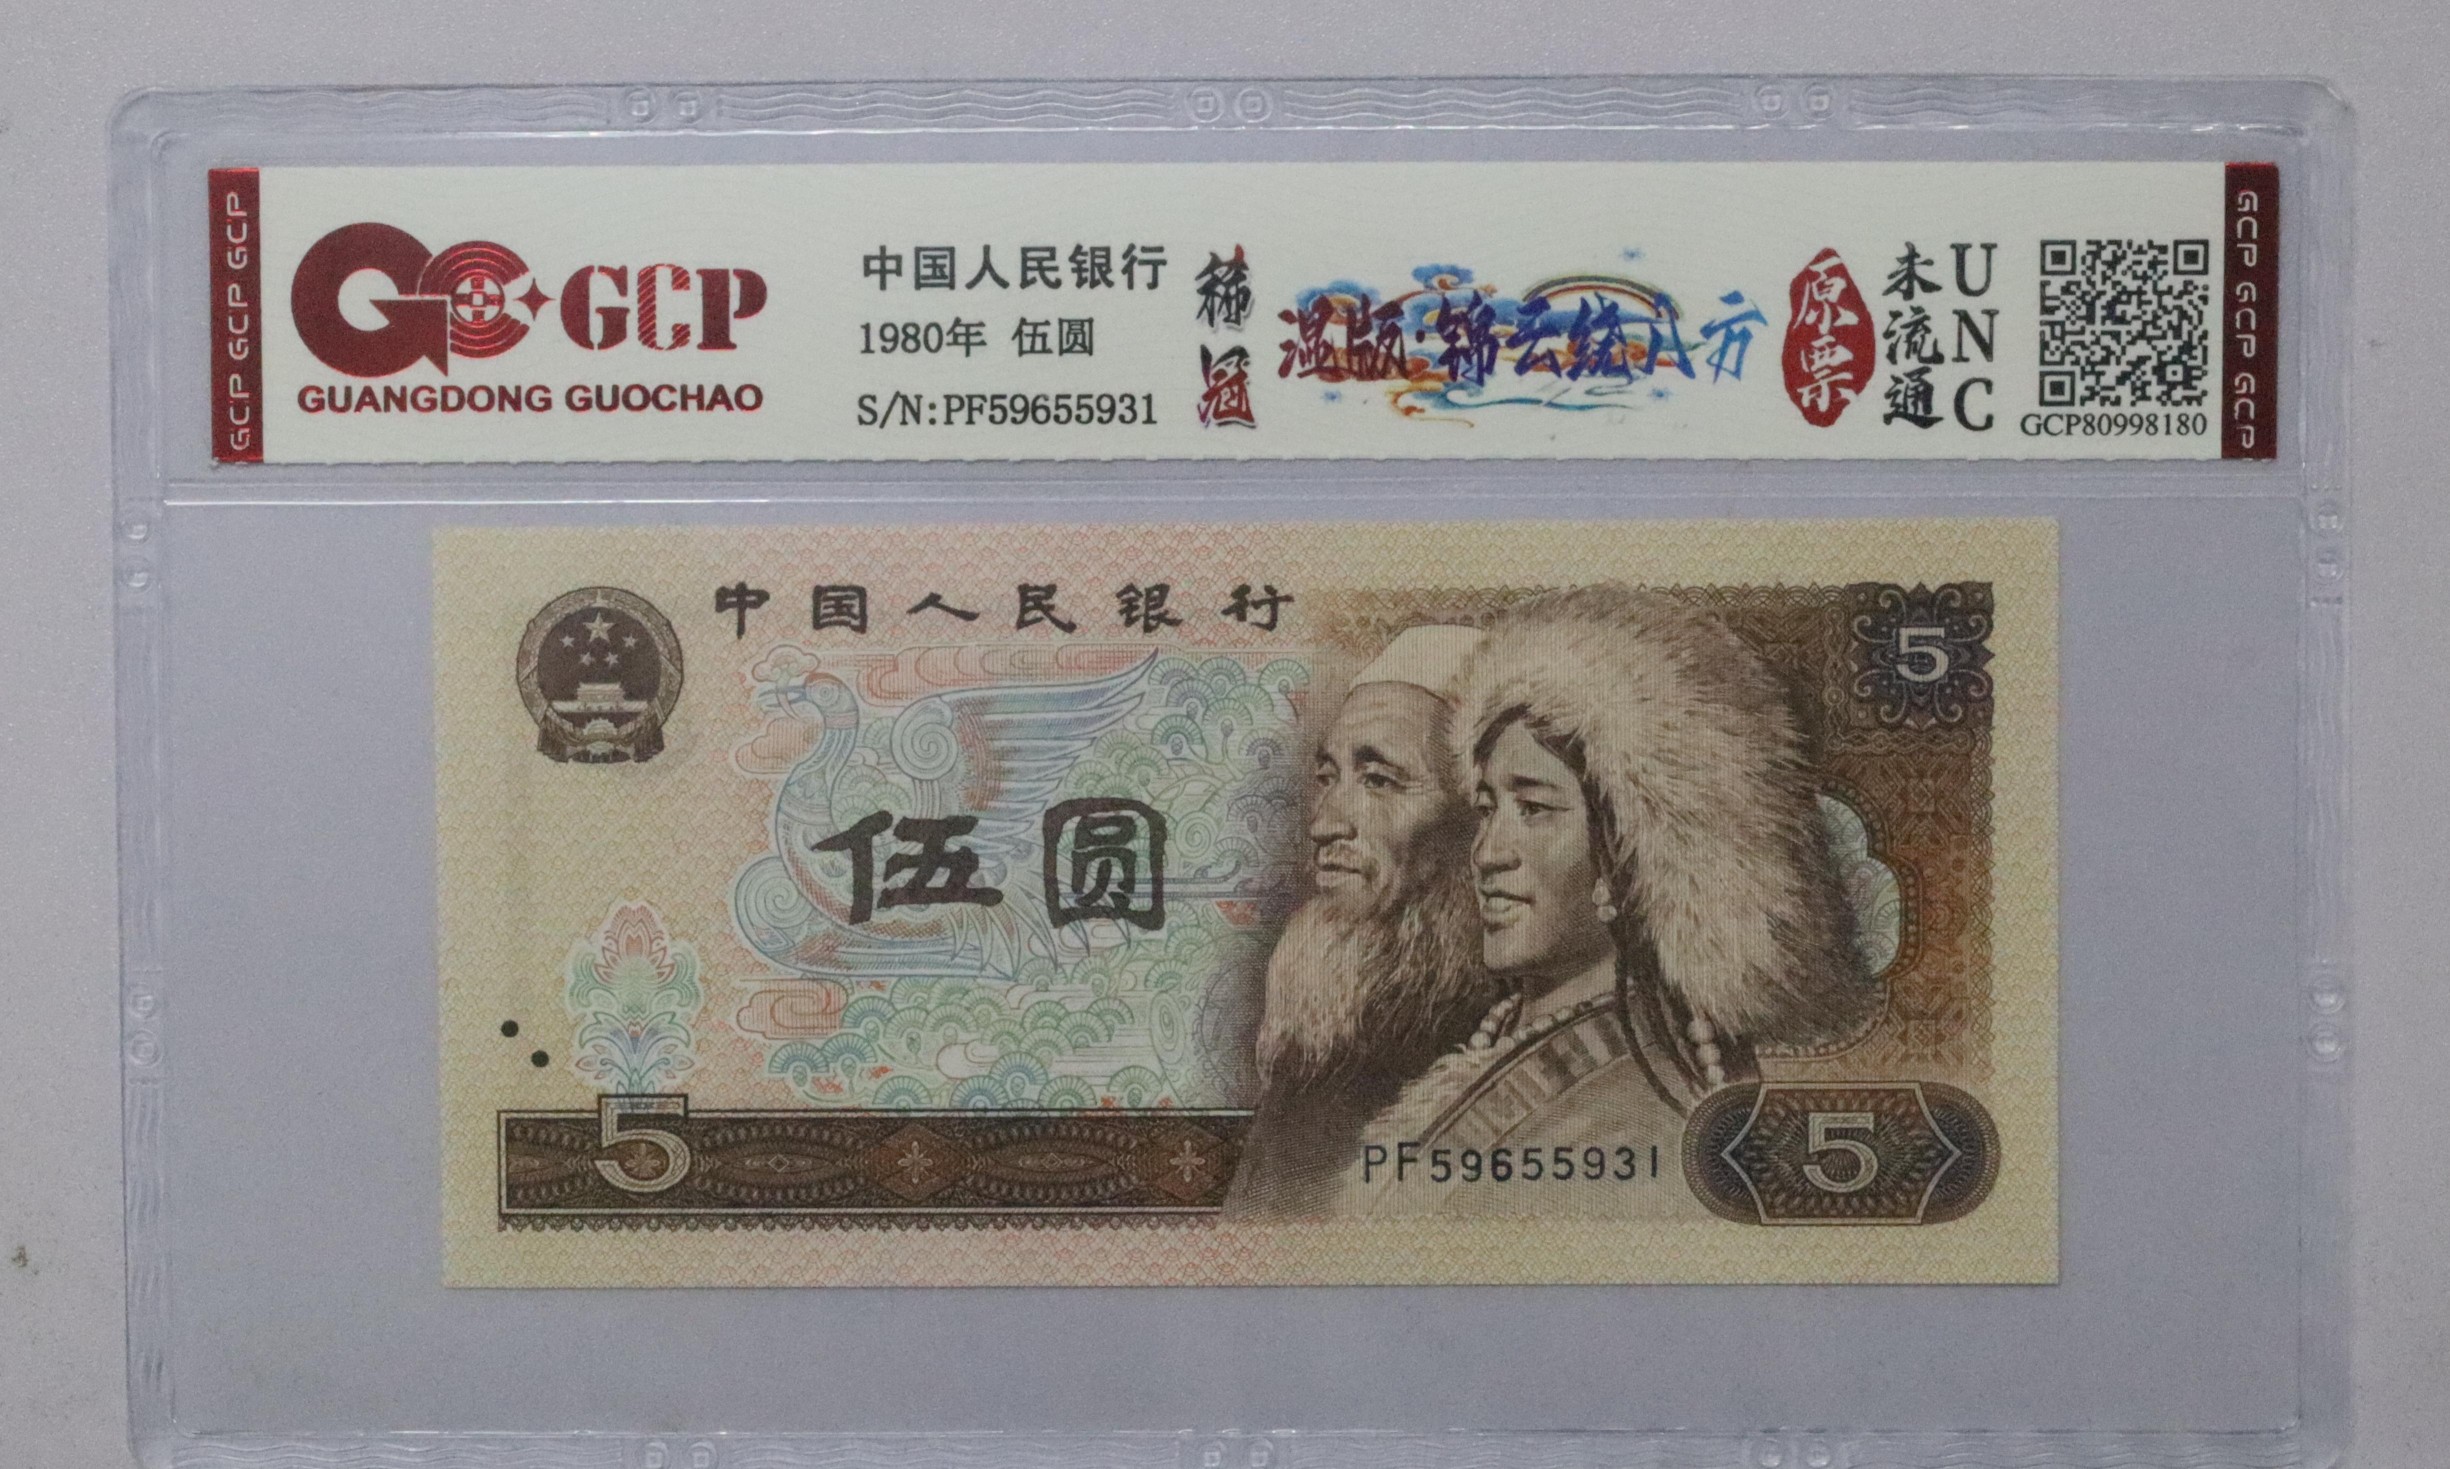 GCP GCP GCP
GCP
GUANGDONG GUOCHAO
中国人民银行
1980年 伍圆
S/N:PF59655931
稀冠
温版·锦云绕八方
原票
未流通
UNC
GCP80998180
GCP GCP GCP
中国人民银行
5
伍圆
5
PF59655931
5